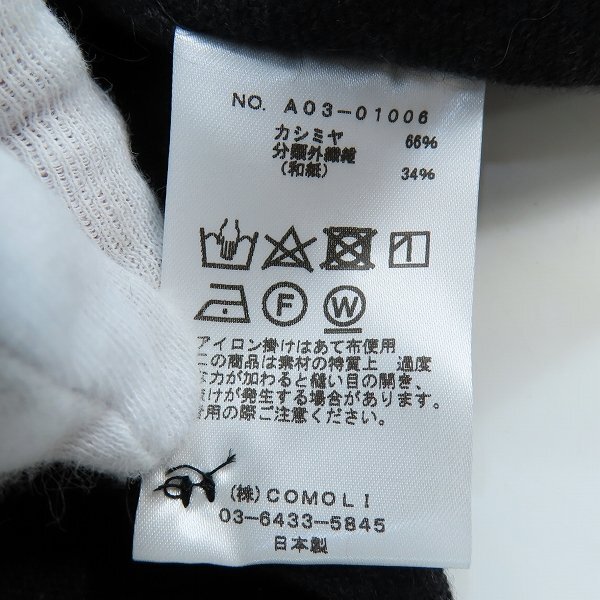 NO. A03-01006
カシミヤ 66%
分類外繊維
(和紙) 34%
F W
アイロン掛けはあて布使用
この商品は素材の特質上 過度
力が加わると縫い目の開き、
けが発生する場合があります。
用の際ご注意ください。
(株)COMOLI
03-6433-5845
日本製